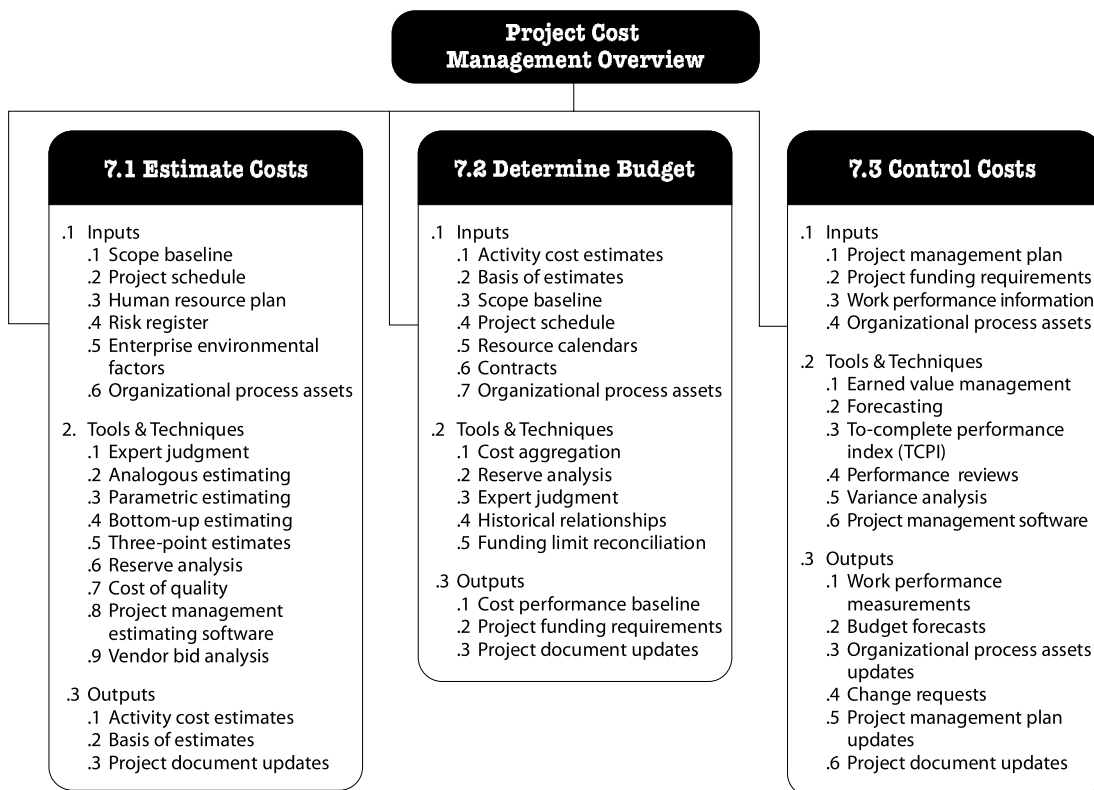 Project Cost
Management Overview
7.1 Estimate Costs
.1 Inputs
.1 Scope baseline
.2 Project schedule
.3 Human resource plan
.4 Risk register
.5 Enterprise environmental
factors
.6 Organizational process assets
2. Tools & Techniques
.1 Expert judgment
.2 Analogous estimating
.3 Parametric estimating
.4 Bottom-up estimating
.5 Three-point estimates
.6 Reserve analysis
.7 Cost of quality
.8 Project management
estimating software
.9 Vendor bid analysis
.3 Outputs
.1 Activity cost estimates
.2 Basis of estimates
.3 Project document updates
7.2 Determine Budget
.1 Inputs
.1 Activity cost estimates
.2 Basis of estimates
.3 Scope baseline
.4 Project schedule
.5 Resource calendars
.6 Contracts
.7 Organizational process assets
.2 Tools & Techniques
.1 Cost aggregation
.2 Reserve analysis
.3 Expert judgment
.4 Historical relationships
.5 Funding limit reconciliation
.3 Outputs
.1 Cost performance baseline
.2 Project funding requirements
.3 Project document updates
7.3 Control Costs
.1 Inputs
.1 Project management plan
.2 Project funding requirements
.3 Work performance information
.4 Organizational process assets
.2 Tools & Techniques
.1 Earned value management
.2 Forecasting
.3 To-complete performance
index (TCPI)
.4 Performance reviews
.5 Variance analysis
.6 Project management software
.3 Outputs
.1 Work performance
measurements
.2 Budget forecasts
.3 Organizational process assets
updates
.4 Change requests
.5 Project management plan
updates
.6 Project document updates